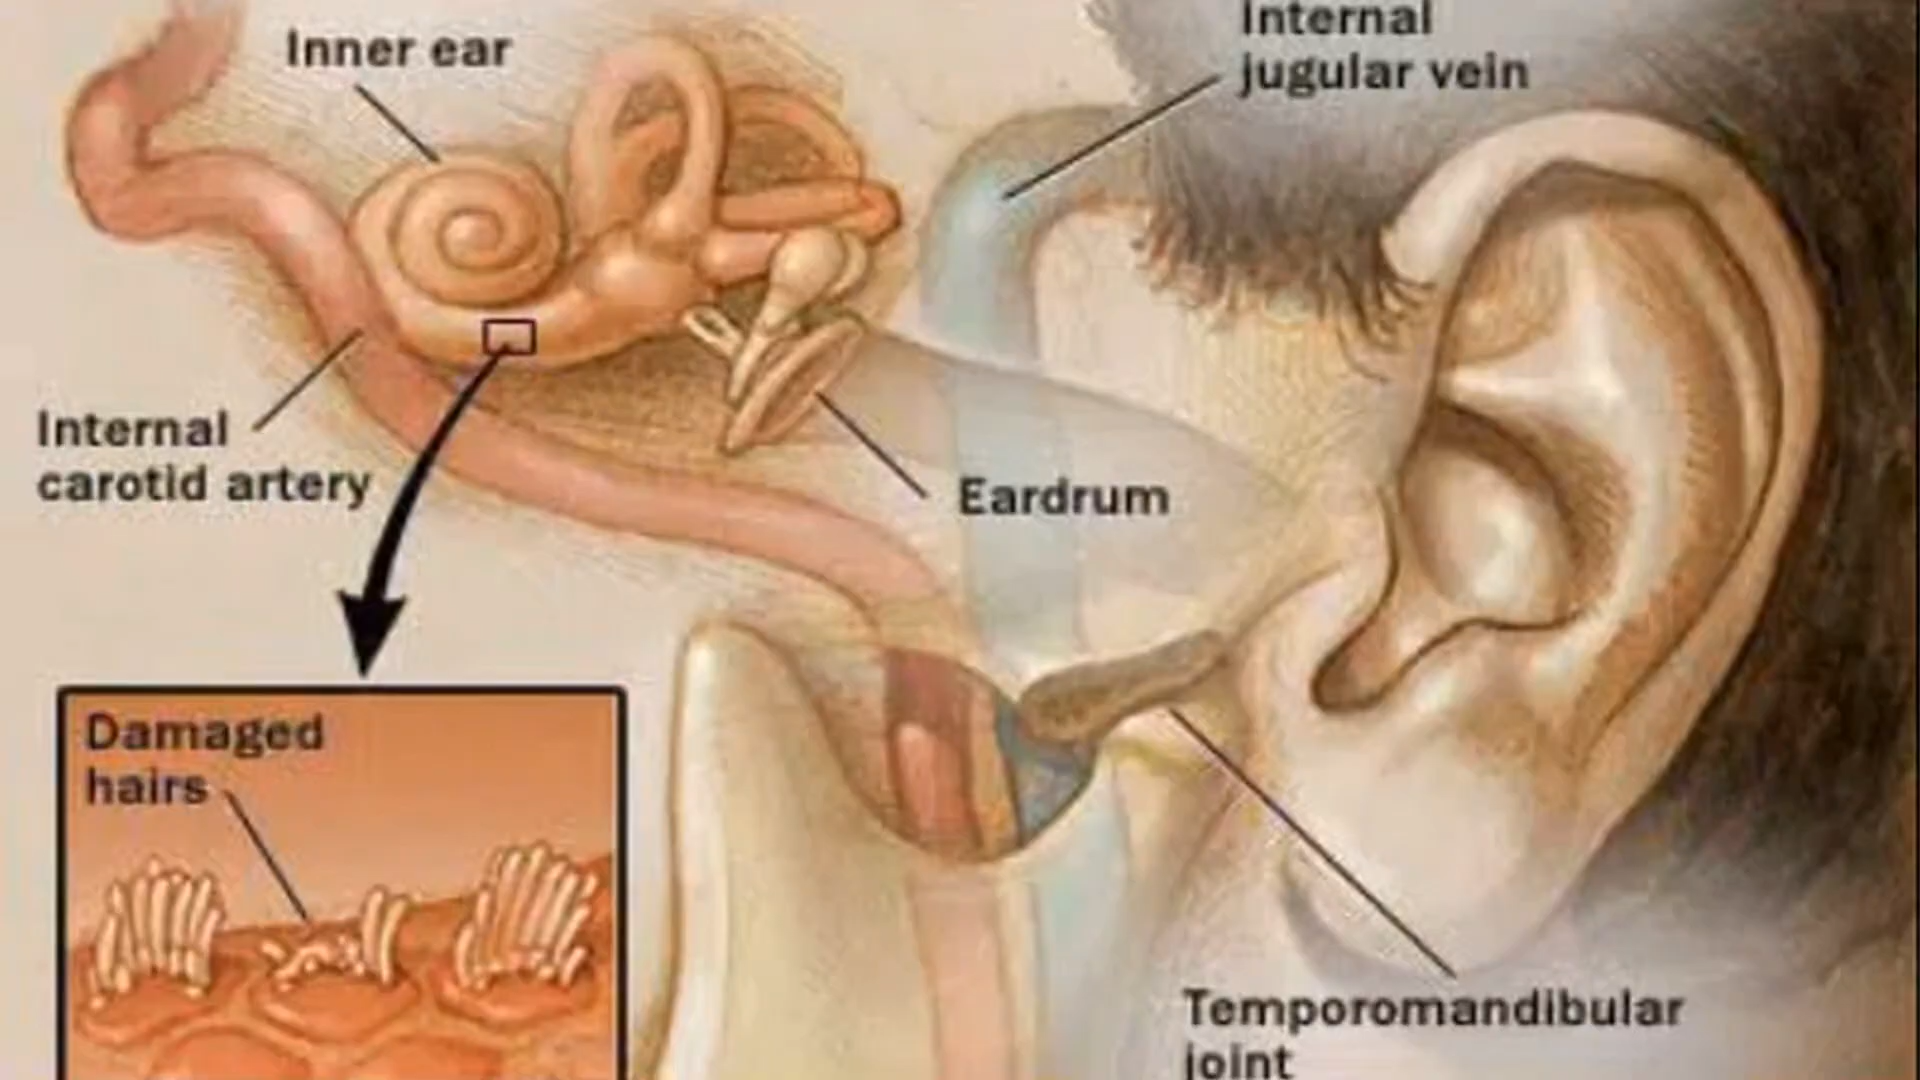 Inner ear
Internal
jugular vein
Internal
carotid artery
Eardrum
Damaged
hairs
Temporomandibular
joint